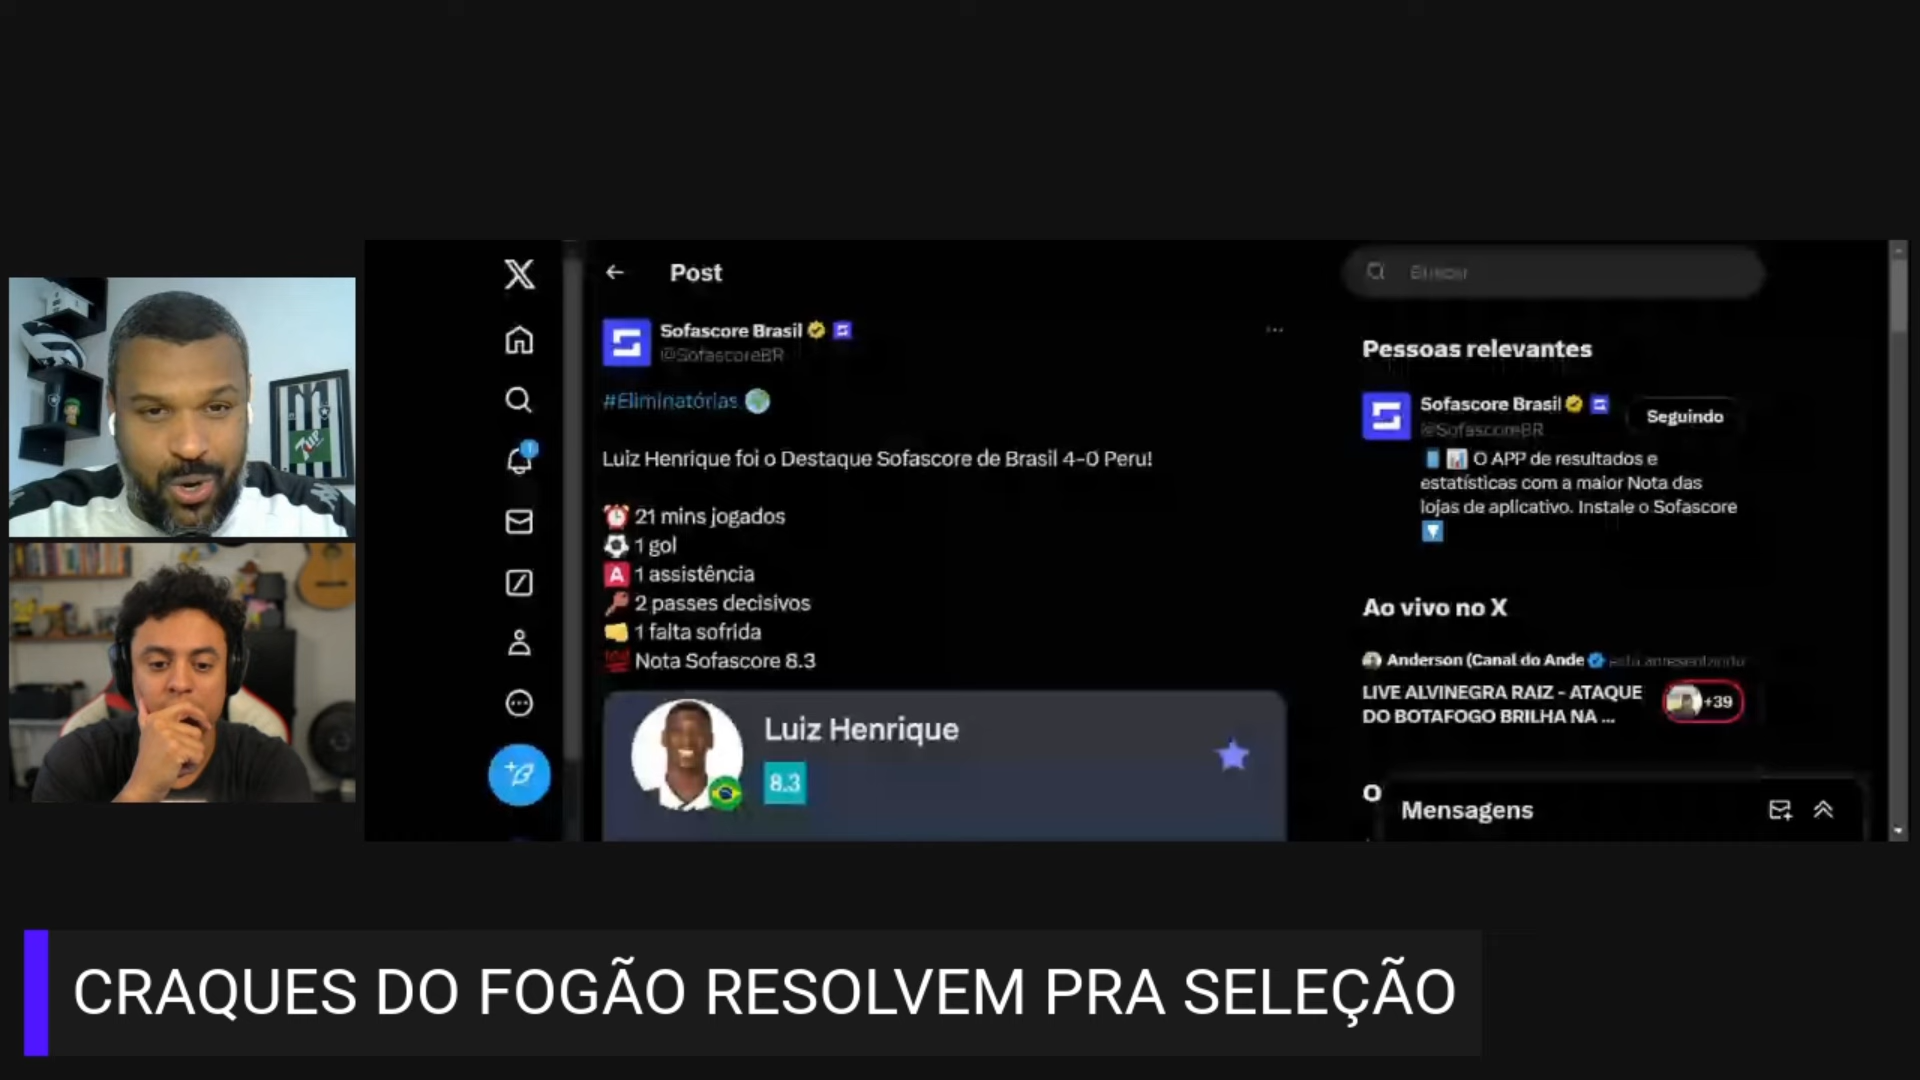 Post
Sofascore Brasil
@SofascoreBR
#Eliminatórias
Luiz Henrique foi o Destaque Sofascore de Brasil 4-0 Peru!
21 mins jogados
1 gol
A 1 assistência
2 passes decisivos
1 falta sofrida
Nota Sofascore 8.3
Luiz Henrique
8.3
Buscar
Pessoas relevantes
Sofascore Brasil
@SofascoreBR
Seguindo
O APP de resultados e
estatísticas com a maior Nota das
lojas de aplicativo. Instale o Sofascore
Ao vivo no X
Anderson (Canal do Ande está apresentando
LIVE ALVINEGRA RAIZ - ATAQUE
DO BOTAFOGO BRILHA NA ...
+39
O
Mensagens
7UP
CRAQUES DO FOGÃO RESOLVEM PRA SELEÇÃO